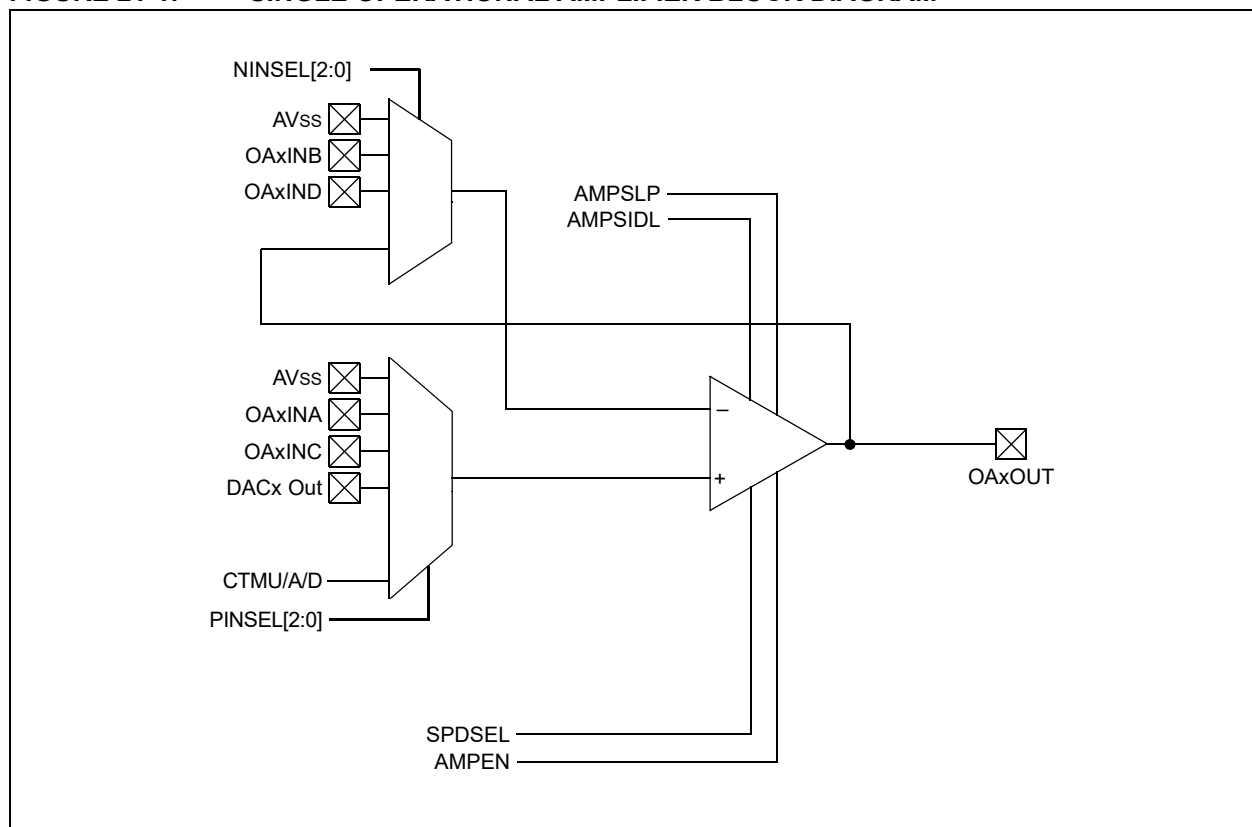 NINSEL[2:0]
AVSS
OAxINB
OAxIND
AMPSLP
AMPSIDL
AVSS
OAxINA
OAxINC
DACx Out
CTMU/A/D
PINSEL[2:0]
–
+
OAxOUT
SPDSEL
AMPEN